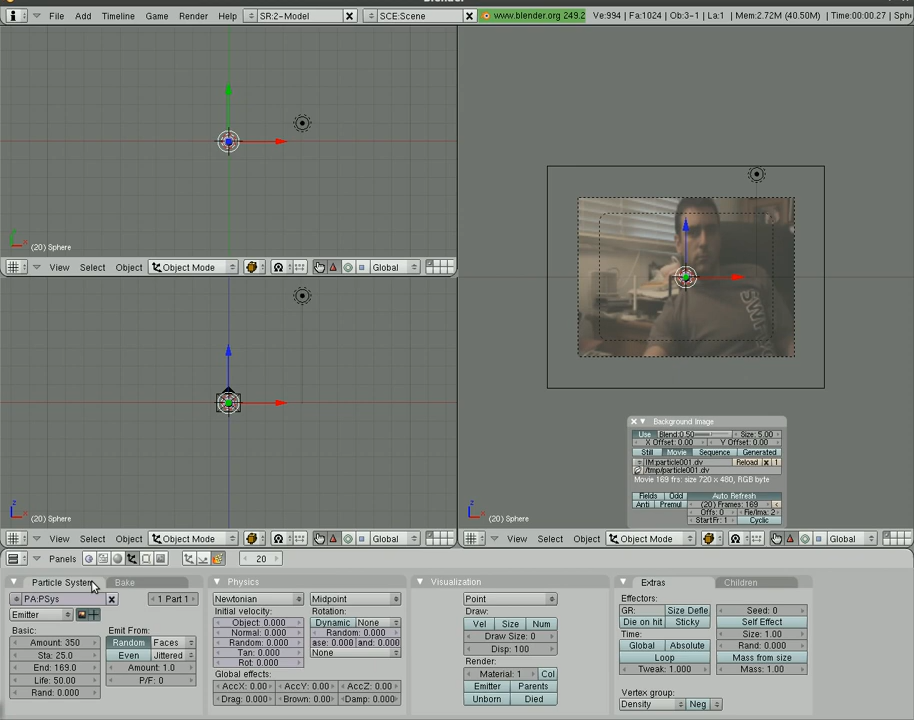 File Add Timeline Game Render Help SR:2-Model SCE:Scene www.blender.org 249.2 Ve:994 | Fa:1024 | Ob:3-1 | La:1 | Mem:2.72M (40.50M) | Time:00:00.27 | Sph
(20) Sphere
View Select Object Object Mode Global
(20) Sphere
(20) Sphere
Background Image
Use Blend:0.50 Size: 5.00
X Offset: 0.00 Y Offset: 0.00
Still Movie Sequence Generated
IM:particle001.dv Reload 1
/tmp/particle001.dv
Movie 169 frs: size 720 x 480, RGB byte
Fields Odd Auto Refresh
Anti Premul (20) Frames: 169
Offs: 0 Fie/Ima: 2
StartFr: 1 Cyclic
View Select Object Object Mode Global
View Select Object Object Mode Global
Panels 20
Particle System Bake
PA:PSys 1 Part 1
Emitter
Basic: Emit From:
Amount: 350 Random Faces
Sta: 25.0 Even Jittered
End: 169.0 Amount: 1.0
Life: 50.00 P/F: 0
Rand: 0.000
Physics
Newtonian Midpoint
Initial velocity: Rotation:
Object: 0.000 Dynamic None
Normal: 0.000 Random: 0.000
Random: 0.000 ase: 0.000 and: 0.000
Tan: 0.000 None
Rot: 0.000
Global effects:
AccX: 0.00 AccY: 0.00 AccZ: 0.00
Drag: 0.000 Brown: 0.00 Damp: 0.000
Visualization
Point
Draw:
Vel Size Num
Draw Size: 0
Disp: 100
Render:
Material: 1 Col
Emitter Parents
Unborn Died
Extras Children
Effectors:
GR: Size Defle Seed: 0
Die on hit Sticky Self Effect
Time: Size: 1.00
Global Absolute Rand: 0.000
Loop Mass from size
Tweak: 1.000 Mass: 1.00
Vertex group:
Density Neg